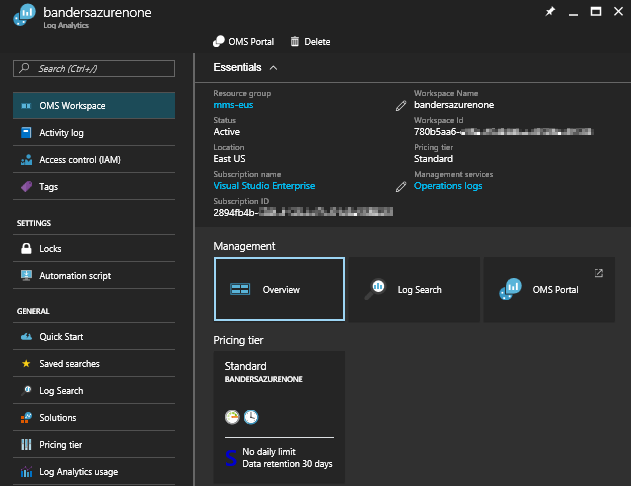 bandersazurenone
Log Analytics
OMS Portal
Delete
Search (Ctrl+/)
OMS Workspace
Activity log
Access control (IAM)
Tags
SETTINGS
Locks
Automation script
GENERAL
Quick Start
Saved searches
Log Search
Solutions
Pricing tier
Log Analytics usage
Essentials
Resource group
mms-eus
Status
Active
Location
East US
Subscription name
Visual Studio Enterprise
Subscription ID
2894fb4b-
Workspace Name
bandersazurenone
Workspace Id
780b5aa6-
Pricing tier
Standard
Management services
Operations logs
Management
Overview
Log Search
OMS Portal
Pricing tier
Standard
BANDERSAZURENONE
S
No daily limit
Data retention 30 days